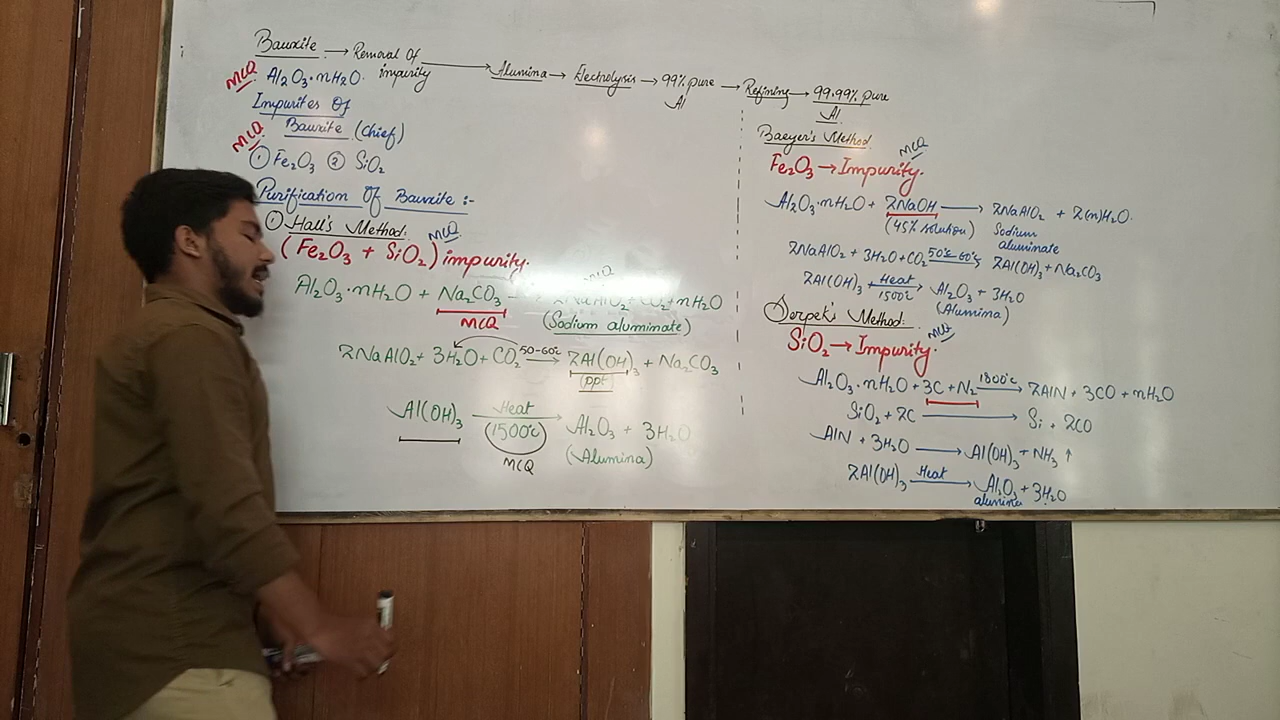 Bauxite → Removal Of impurity → Alumina → Electrolysis → 99% pure Al → Refining → 99.99% pure Al
MCQ Al₂O₃·nH₂O
Impurites Of
Bauxite (Chief)
MCQ ① Fe₂O₃ ② SiO₂
Purification Of Bauxite :-
① Hall's Method.
(Fe₂O₃ + SiO₂) impurity. MCQ
Al₂O₃·nH₂O + Na₂CO₃ → 2NaAlO₂ + CO₂ + nH₂O
MCQ (Sodium aluminate)
2NaAlO₂ + 3H₂O + CO₂ 50-60°C → 2Al(OH)₃ + Na₂CO₃
(ppt)
Al(OH)₃ Heat → Al₂O₃ + 3H₂O
(1500°C) (Alumina)
MCQ
Baeyer's Method.
Fe₂O₃ → Impurity. MCQ
Al₂O₃·nH₂O + 2NaOH → 2NaAlO₂ + 2(n)H₂O.
(45% solution) Sodium aluminate
2NaAlO₂ + 3H₂O + CO₂ 50°C-60°C → 2Al(OH)₃ + Na₂CO₃
2Al(OH)₃ Heat 1500°C → Al₂O₃ + 3H₂O
(Alumina)
Serpek's Method.
SiO₂ → Impurity. MCQ
Al₂O₃·nH₂O + 3C + N₂ 1800°C → 2AlN + 3CO + nH₂O
SiO₂ + 2C → Si + 2CO
AlN + 3H₂O → Al(OH)₃ + NH₃ ↑
2Al(OH)₃ Heat → Al₂O₃ + 3H₂O
alumina